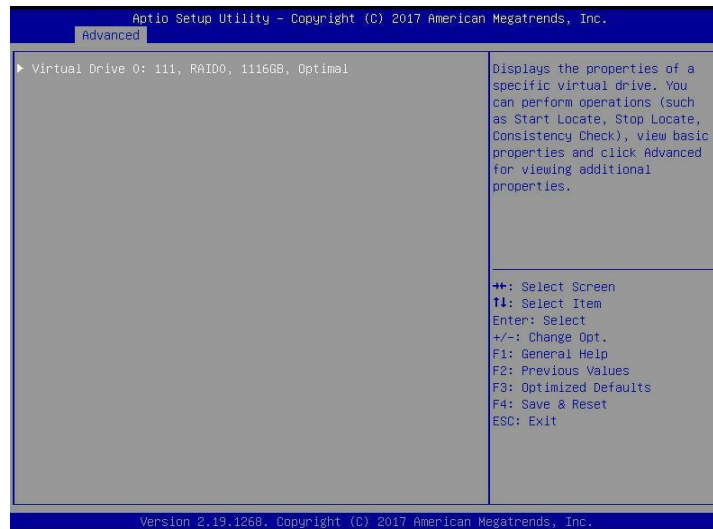 Aptio Setup Utility – Copyright (C) 2017 American Megatrends, Inc.
Advanced
▶ Virtual Drive 0: 111, RAID0, 1116GB, Optimal
Displays the properties of a
specific virtual drive. You
can perform operations (such
as Start Locate, Stop Locate,
Consistency Check), view basic
properties and click Advanced
for viewing additional
properties.
→←: Select Screen
↑↓: Select Item
Enter: Select
+/-: Change Opt.
F1: General Help
F2: Previous Values
F3: Optimized Defaults
F4: Save & Reset
ESC: Exit
Version 2.19.1268. Copyright (C) 2017 American Megatrends, Inc.